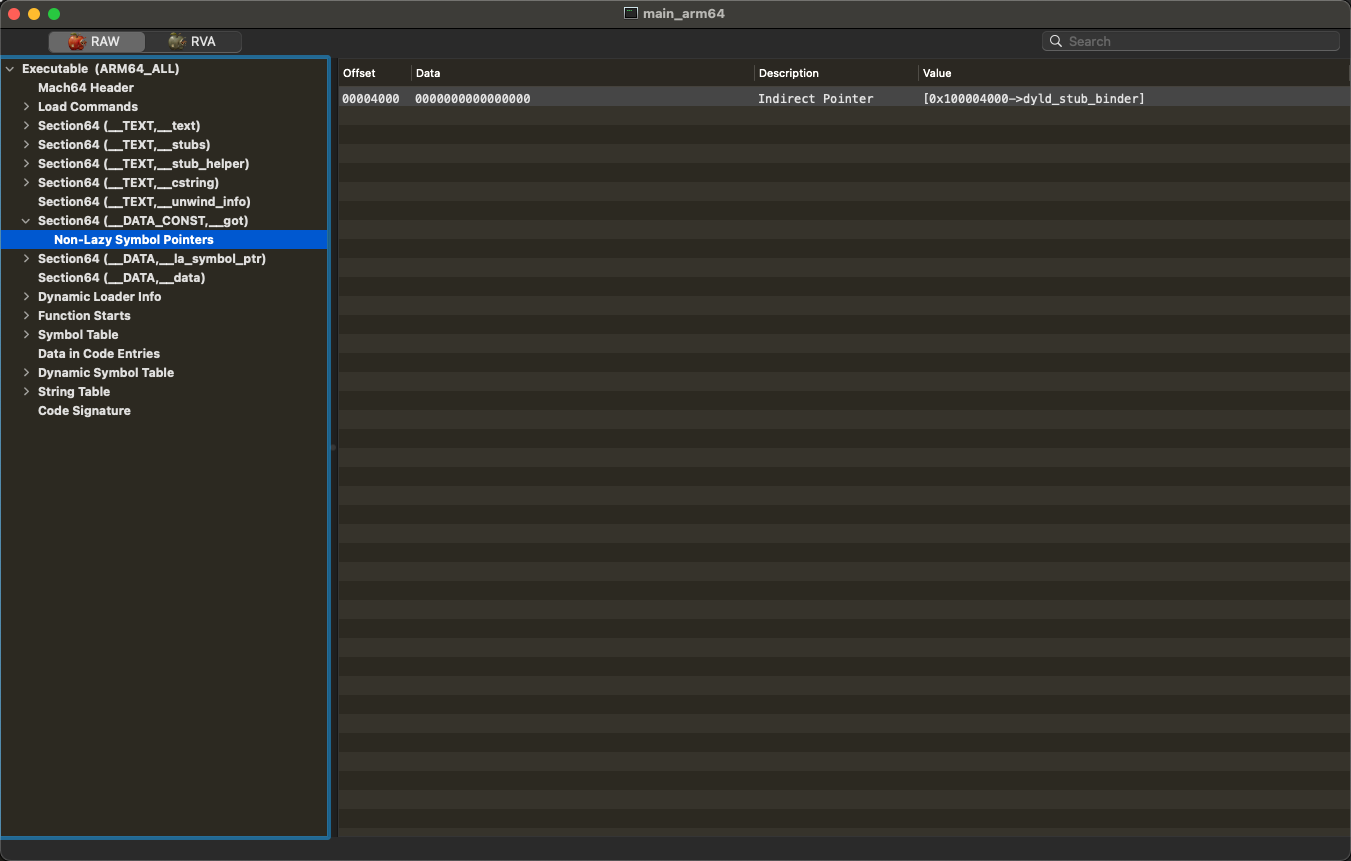 main_arm64
RAW RVA Search
Executable (ARM64_ALL)
Mach64 Header
Load Commands
Section64 (__TEXT,__text)
Section64 (__TEXT,__stubs)
Section64 (__TEXT,__stub_helper)
Section64 (__TEXT,__cstring)
Section64 (__TEXT,__unwind_info)
Section64 (__DATA_CONST,__got)
Non-Lazy Symbol Pointers
Section64 (__DATA,__la_symbol_ptr)
Section64 (__DATA,__data)
Dynamic Loader Info
Function Starts
Symbol Table
Data in Code Entries
Dynamic Symbol Table
String Table
Code Signature
Offset Data Description Value
00004000 0000000000000000 Indirect Pointer [0x100004000->dyld_stub_binder]